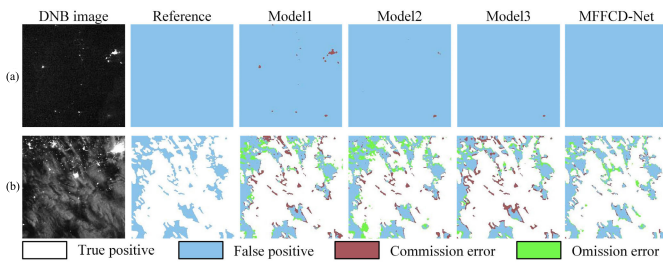 DNB image Reference Model1 Model2 Model3 MFFCD-Net
(a)
(b)
True positive False positive Commission error Omission error